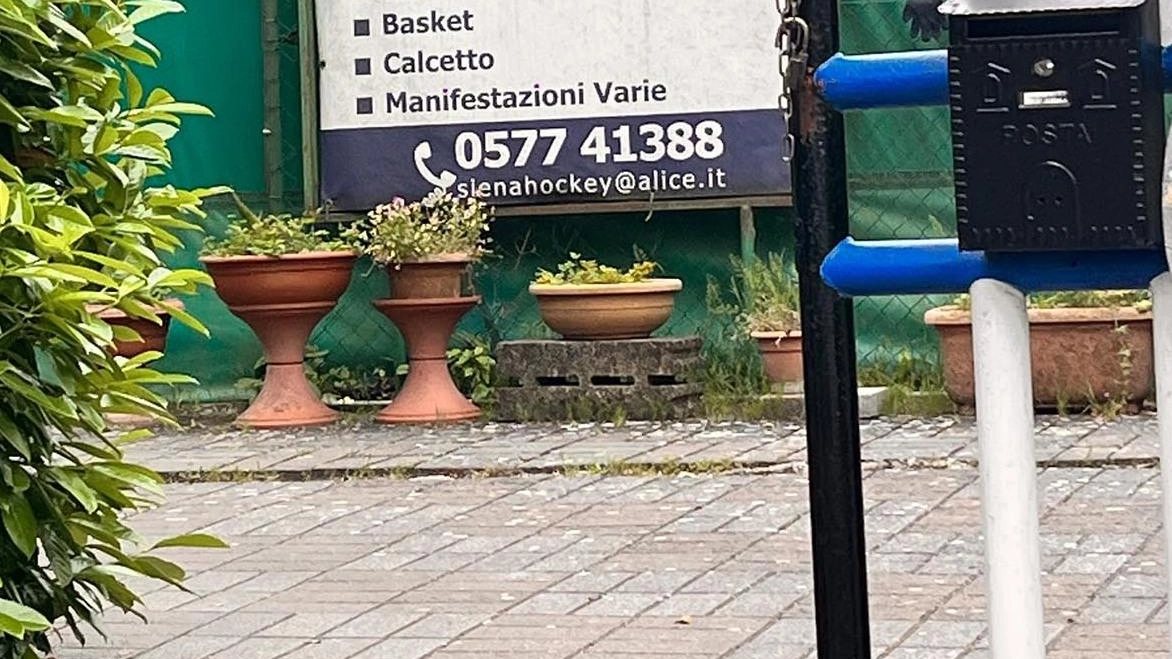 Basket
Calcetto
Manifestazioni Varie
0577 41388
sienahockey@alice.it
POSTA